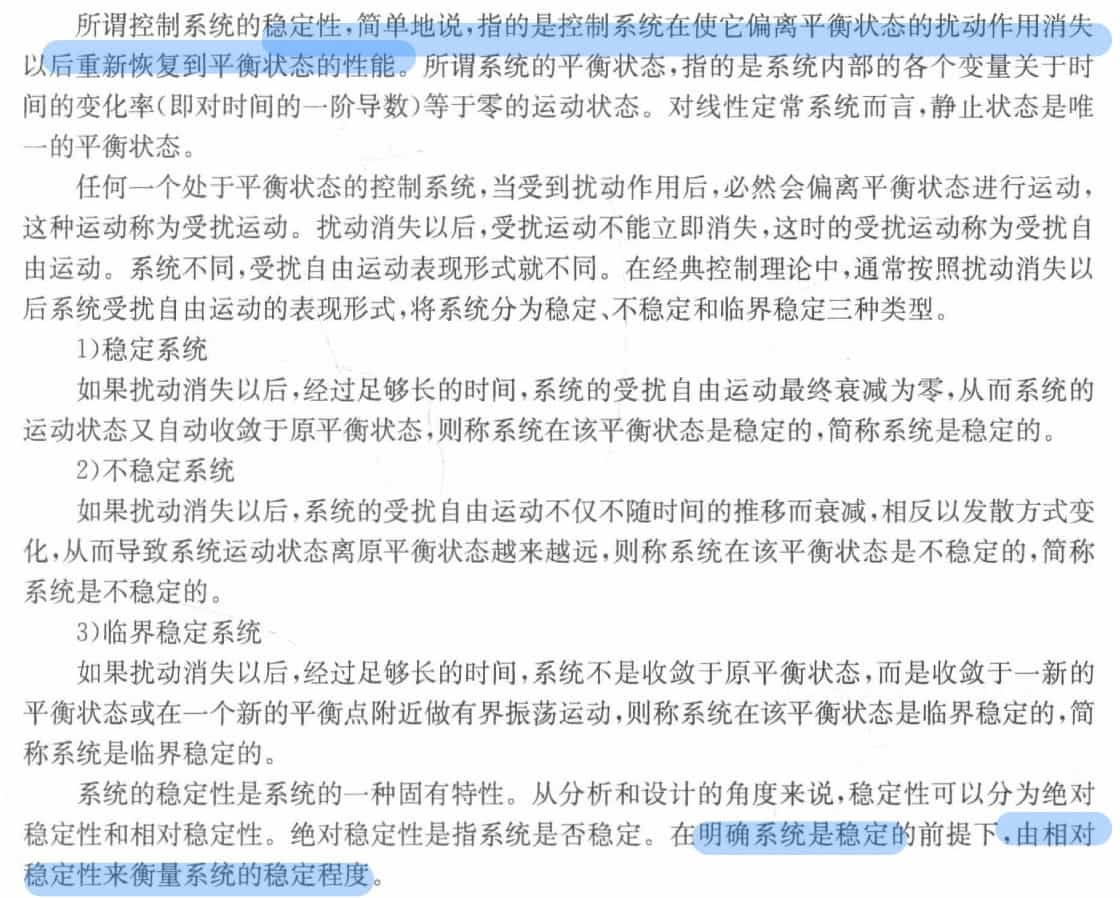 所谓控制系统的稳定性,简单地说,指的是控制系统在使它偏离平衡状态的扰动作用消失
以后重新恢复到平衡状态的性能。所谓系统的平衡状态,指的是系统内部的各个变量关于时
间的变化率(即对时间的一阶导数)等于零的运动状态。对线性定常系统而言,静止状态是唯
一的平衡状态。
任何一个处于平衡状态的控制系统,当受到扰动作用后,必然会偏离平衡状态进行运动,
这种运动称为受扰运动。扰动消失以后,受扰运动不能立即消失,这时的受扰运动称为受扰自
由运动。系统不同,受扰自由运动表现形式就不同。在经典控制理论中,通常按照扰动消失以
后系统受扰自由运动的表现形式,将系统分为稳定、不稳定和临界稳定三种类型。
1)稳定系统
如果扰动消失以后,经过足够长的时间,系统的受扰自由运动最终衰减为零,从而系统的
运动状态又自动收敛于原平衡状态,则称系统在该平衡状态是稳定的,简称系统是稳定的。
2)不稳定系统
如果扰动消失以后,系统的受扰自由运动不仅不随时间的推移而衰减,相反以发散方式变
化,从而导致系统运动状态离原平衡状态越来越远,则称系统在该平衡状态是不稳定的,简称
系统是不稳定的。
3)临界稳定系统
如果扰动消失以后,经过足够长的时间,系统不是收敛于原平衡状态,而是收敛于一新的
平衡状态或在一个新的平衡点附近做有界振荡运动,则称系统在该平衡状态是临界稳定的,简
称系统是临界稳定的。
系统的稳定性是系统的一种固有特性。从分析和设计的角度来说,稳定性可以分为绝对
稳定性和相对稳定性。绝对稳定性是指系统是否稳定。在明确系统是稳定的前提下,由相对
稳定性来衡量系统的稳定程度。